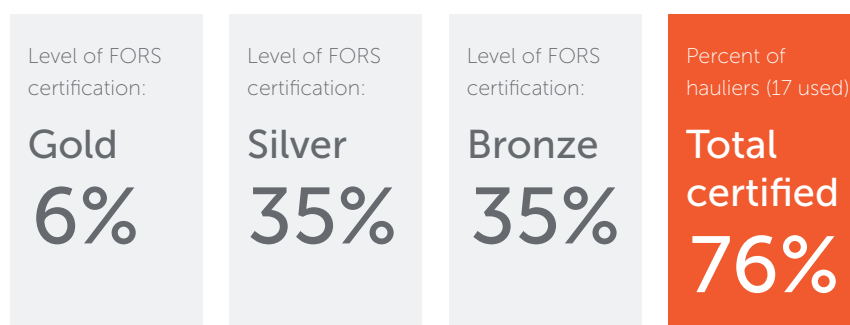 Level of FORS
certification:
Gold
6%
Level of FORS
certification:
Silver
35%
Level of FORS
certification:
Bronze
35%
Percent of
hauliers (17 used)
Total
certified
76%